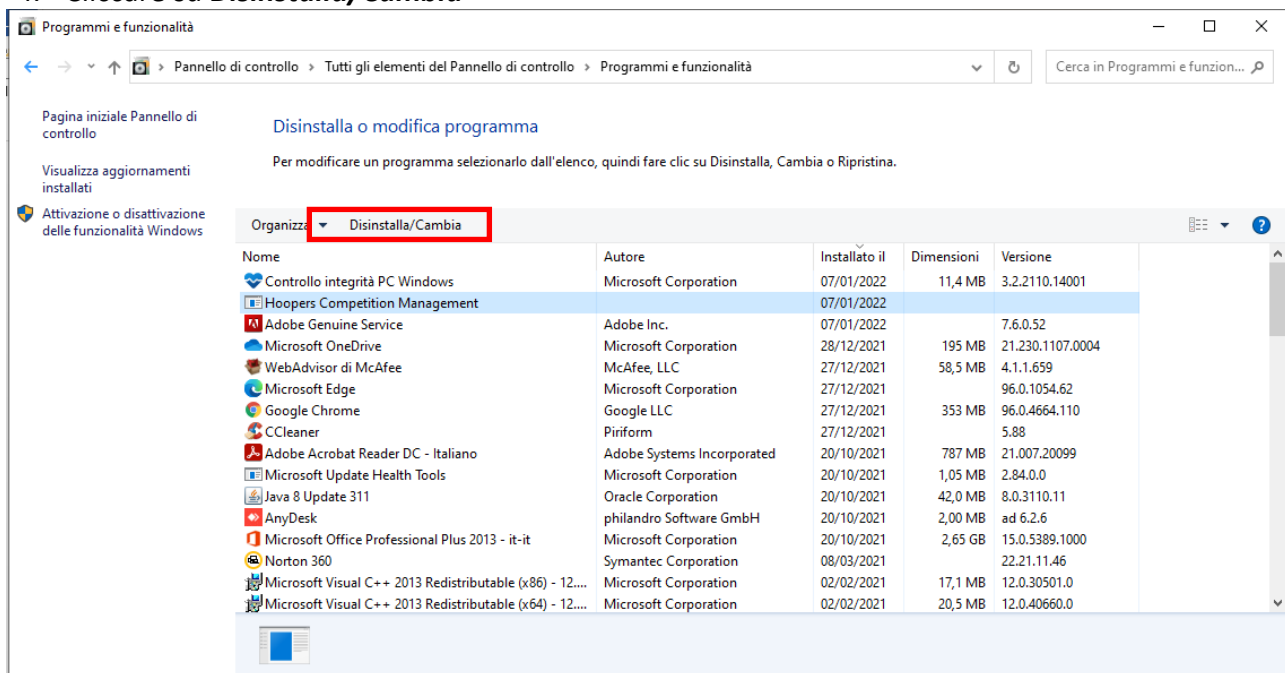 Programmi e funzionalità
Pannello di controllo > Tutti gli elementi del Pannello di controllo > Programmi e funzionalità
Cerca in Programmi e funzion...
Pagina iniziale Pannello di
controllo
Visualizza aggiornamenti
installati
Attivazione o disattivazione
delle funzionalità Windows
Disinstalla o modifica programma
Per modificare un programma selezionarlo dall'elenco, quindi fare clic su Disinstalla, Cambia o Ripristina.
Organizza Disinstalla/Cambia
Nome Autore Installato il Dimensioni Versione
Controllo integrità PC Windows Microsoft Corporation 07/01/2022 11,4 MB 3.2.2110.14001
Hoopers Competition Management 07/01/2022
Adobe Genuine Service Adobe Inc. 07/01/2022 7.6.0.52
Microsoft OneDrive Microsoft Corporation 28/12/2021 195 MB 21.230.1107.0004
WebAdvisor di McAfee McAfee, LLC 27/12/2021 58,5 MB 4.1.1.659
Microsoft Edge Microsoft Corporation 27/12/2021 96.0.1054.62
Google Chrome Google LLC 27/12/2021 353 MB 96.0.4664.110
CCleaner Piriform 27/12/2021 5.88
Adobe Acrobat Reader DC - Italiano Adobe Systems Incorporated 20/10/2021 787 MB 21.007.20099
Microsoft Update Health Tools Microsoft Corporation 20/10/2021 1,05 MB 2.84.0.0
Java 8 Update 311 Oracle Corporation 20/10/2021 42,0 MB 8.0.3110.11
AnyDesk philandro Software GmbH 20/10/2021 2,00 MB ad 6.2.6
Microsoft Office Professional Plus 2013 - it-it Microsoft Corporation 20/10/2021 2,65 GB 15.0.5389.1000
Norton 360 Symantec Corporation 08/03/2021 22.21.11.46
Microsoft Visual C++ 2013 Redistributable (x86) - 12.... Microsoft Corporation 02/02/2021 17,1 MB 12.0.30501.0
Microsoft Visual C++ 2013 Redistributable (x64) - 12.... Microsoft Corporation 02/02/2021 20,5 MB 12.0.40660.0